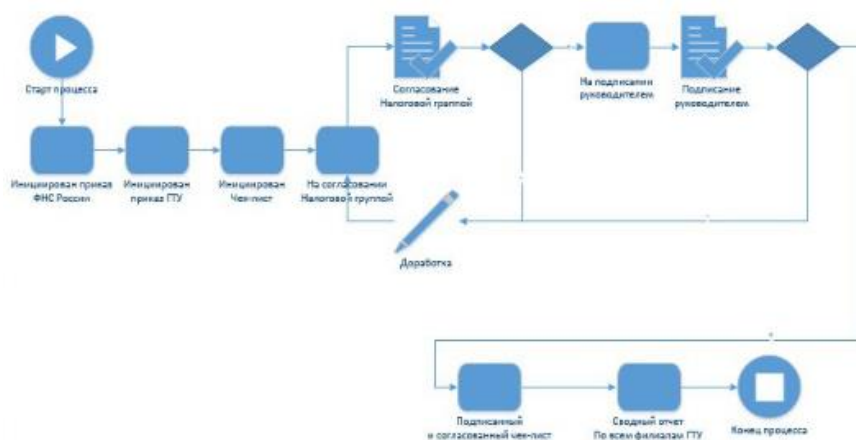 Старт процесса
Согласование
Налоговой группой
На подписании
руководителем
Подписание
руководителем
Инициирован приказ
ФНС России
Инициирован
приказ ГТУ
Инициирован
Чек-лист
На согласовании
Налоговой группой
Доработка
Подписанный
и согласованный чек-лист
Сводный отчет
По всем филиалам ГТУ
Конец процесса